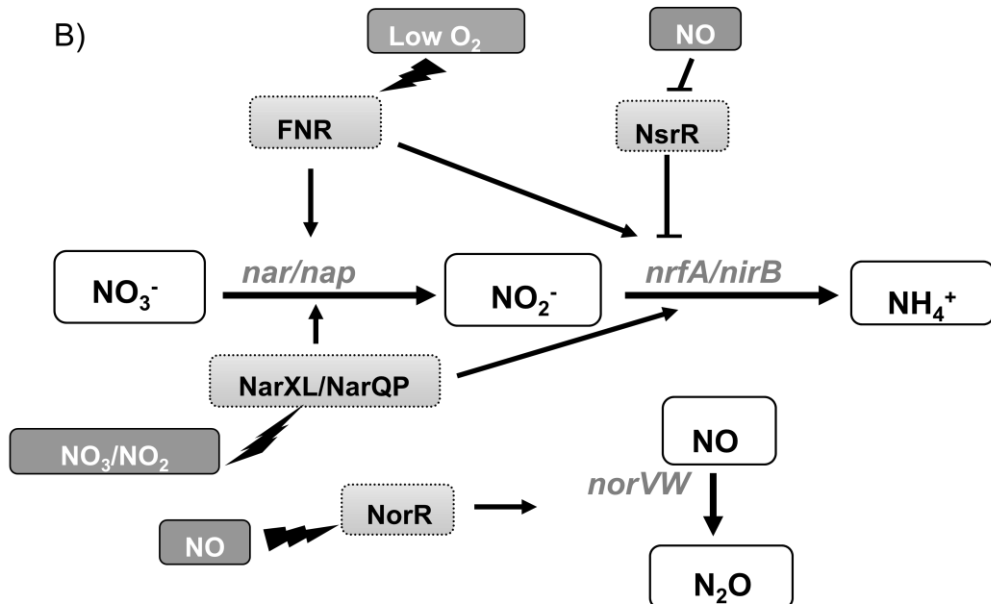 B)
Low O₂
NO
FNR
NsrR
nar/nap
nrfA/nirB
NO₃⁻
NO₂⁻
NH₄⁺
NarXL/NarQP
NO₃/NO₂
NO
norVW
NorR
NO
N₂O